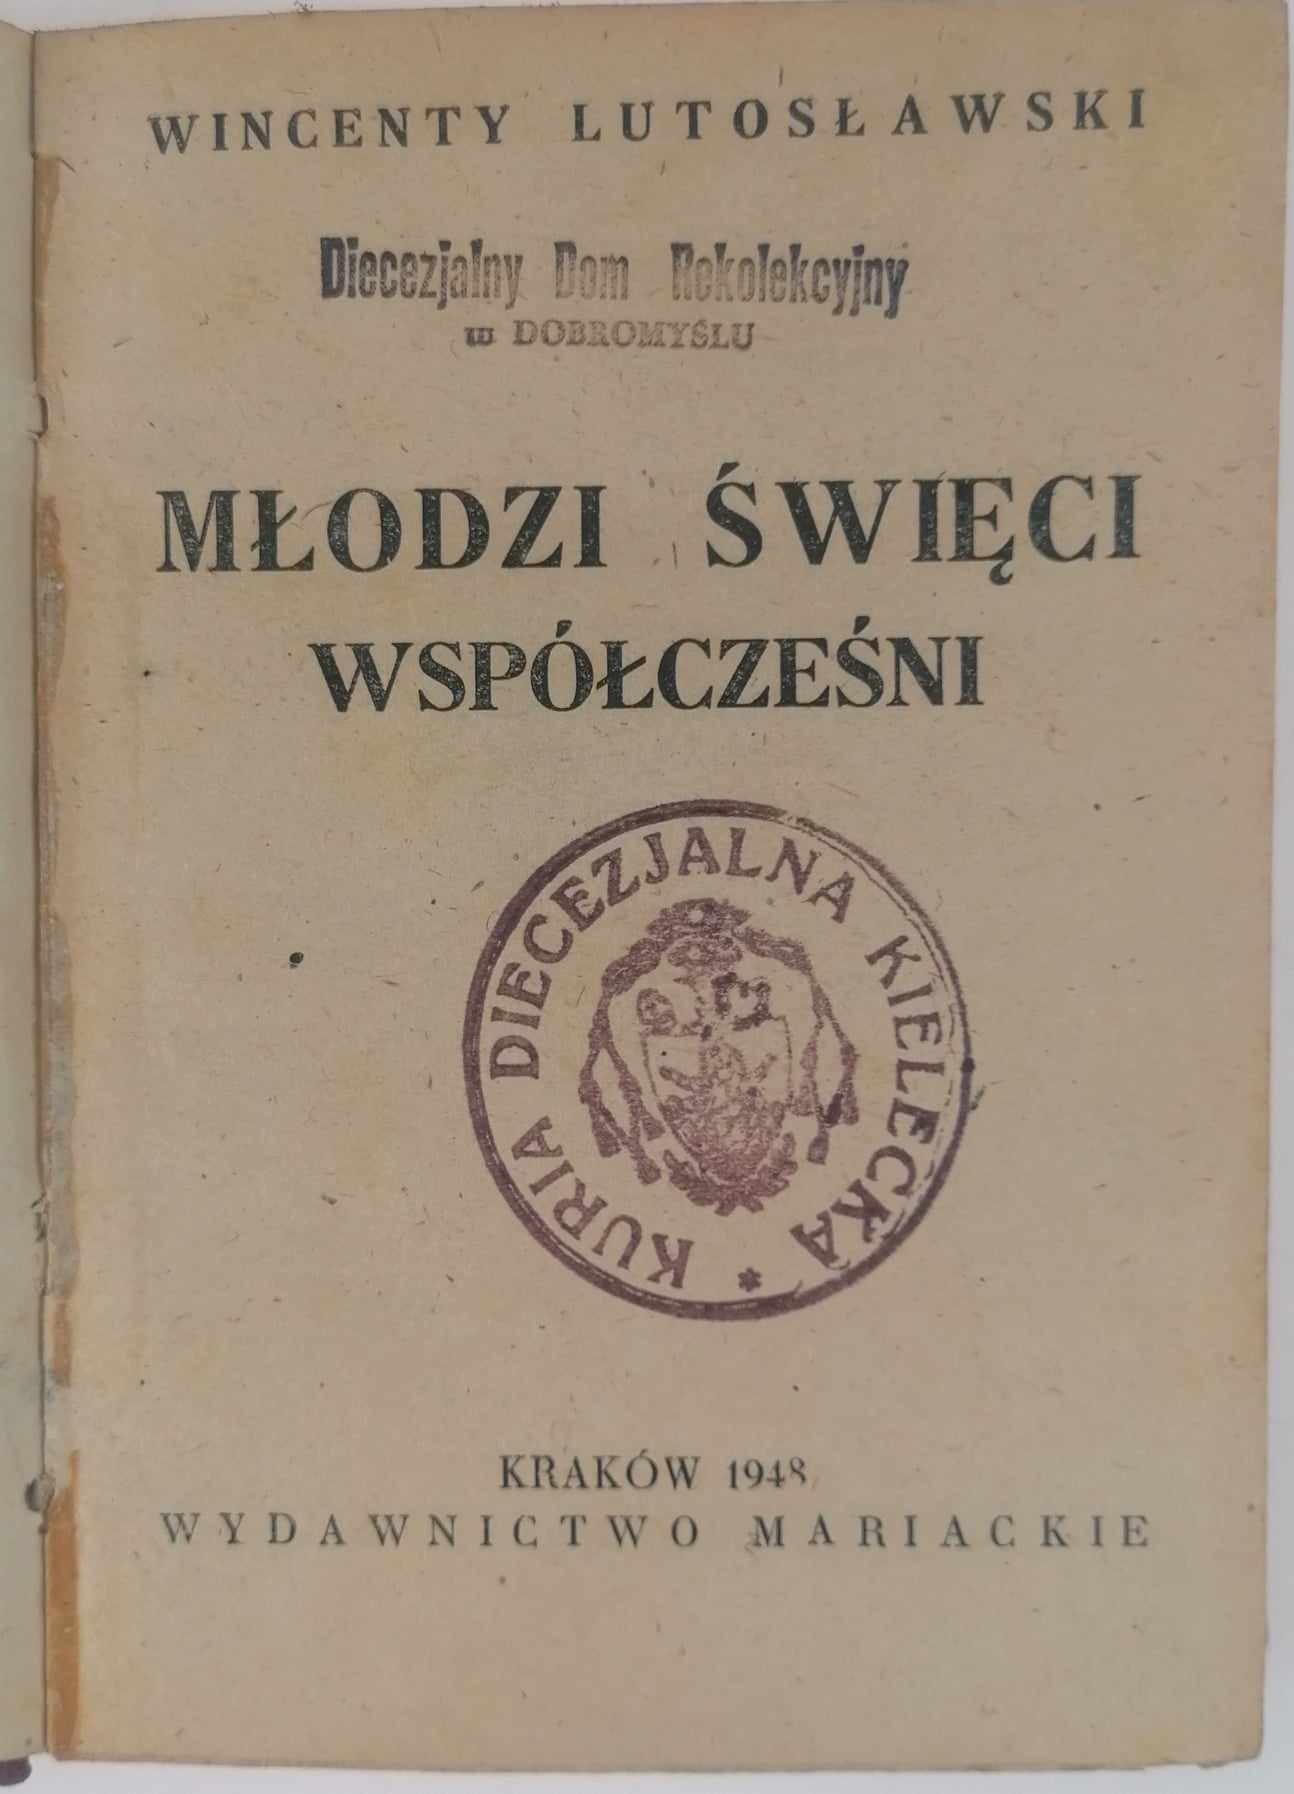 WINCENTY LUTOSŁAWSKI
Diecezjalny Dom Rekolekcyjny
w DOBROMYŚLU
MŁODZI ŚWIĘCI
WSPÓŁCZEŚNI
KURIA DIECEZJALNA KIELECKA *
KRAKÓW 1948
WYDAWNICTWO MARIACKIE